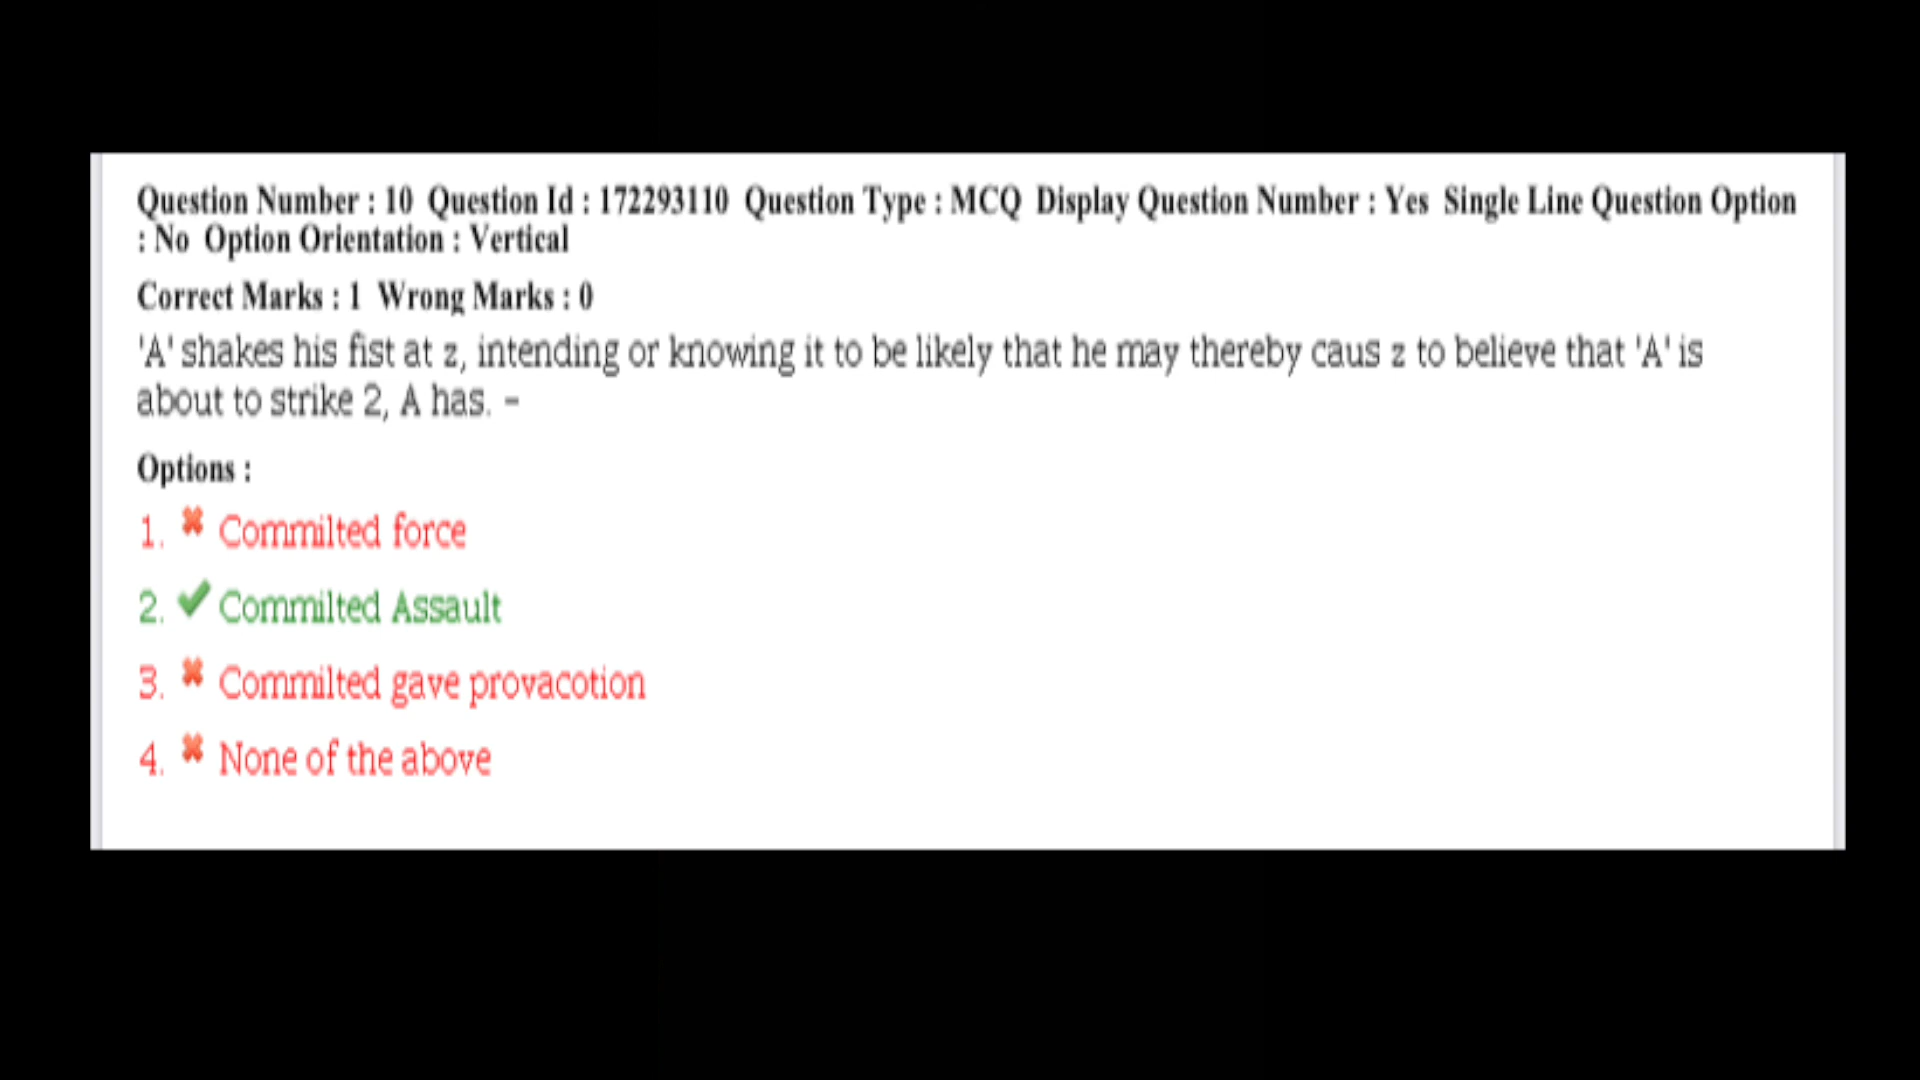 Question Number : 10 Question Id : 172293110 Question Type : MCQ Display Question Number : Yes Single Line Question Option
: No Option Orientation : Vertical
Correct Marks : 1 Wrong Marks : 0
'A' shakes his fist at z, intending or knowing it to be likely that he may thereby caus z to believe that 'A' is
about to strike 2, A has. –
Options :
1. ✖ Commilted force
2. ✔ Commilted Assault
3. ✖ Commilted gave provacotion
4. ✖ None of the above